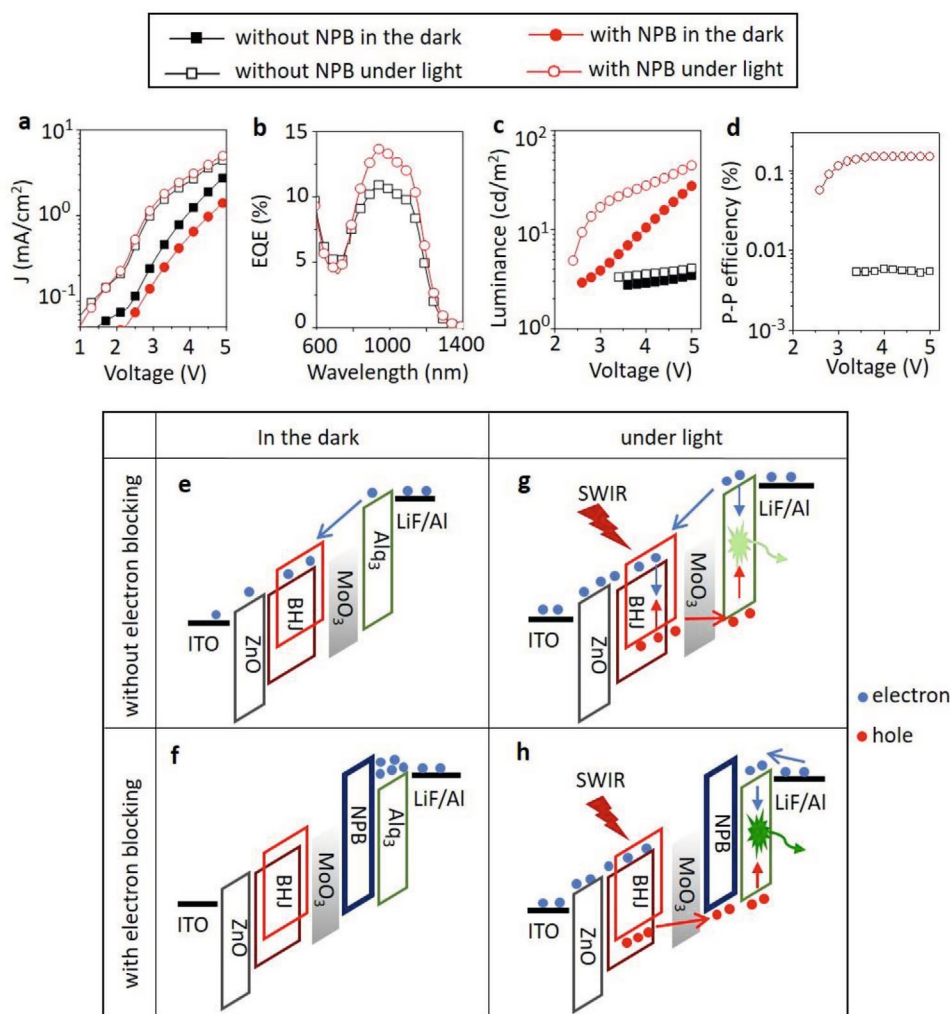 without NPB in the dark
with NPB in the dark
without NPB under light
with NPB under light
a
b
c
d
10¹
10⁰
10⁻¹
J (mA/cm²)
1 2 3 4 5
Voltage (V)
15
10
5
0
EQE (%)
600 1000 1400
Wavelength (nm)
10²
10¹
10⁰
Luminance (cd/m²)
2 3 4 5
Voltage (V)
0.1
0.01
10⁻³
P-P efficiency (%)
2 3 4 5
Voltage (V)
In the dark
under light
without electron blocking
with electron blocking
e
ITO
ZnO
BHJ
MoO₃
Alq₃
LiF/Al
g
SWIR
ITO
ZnO
BHJ
MoO₃
LiF/Al
electron
hole
f
ITO
ZnO
BHJ
MoO₃
NPB
Alq₃
LiF/Al
h
SWIR
ITO
ZnO
BHJ
MoO₃
NPB
LiF/Al